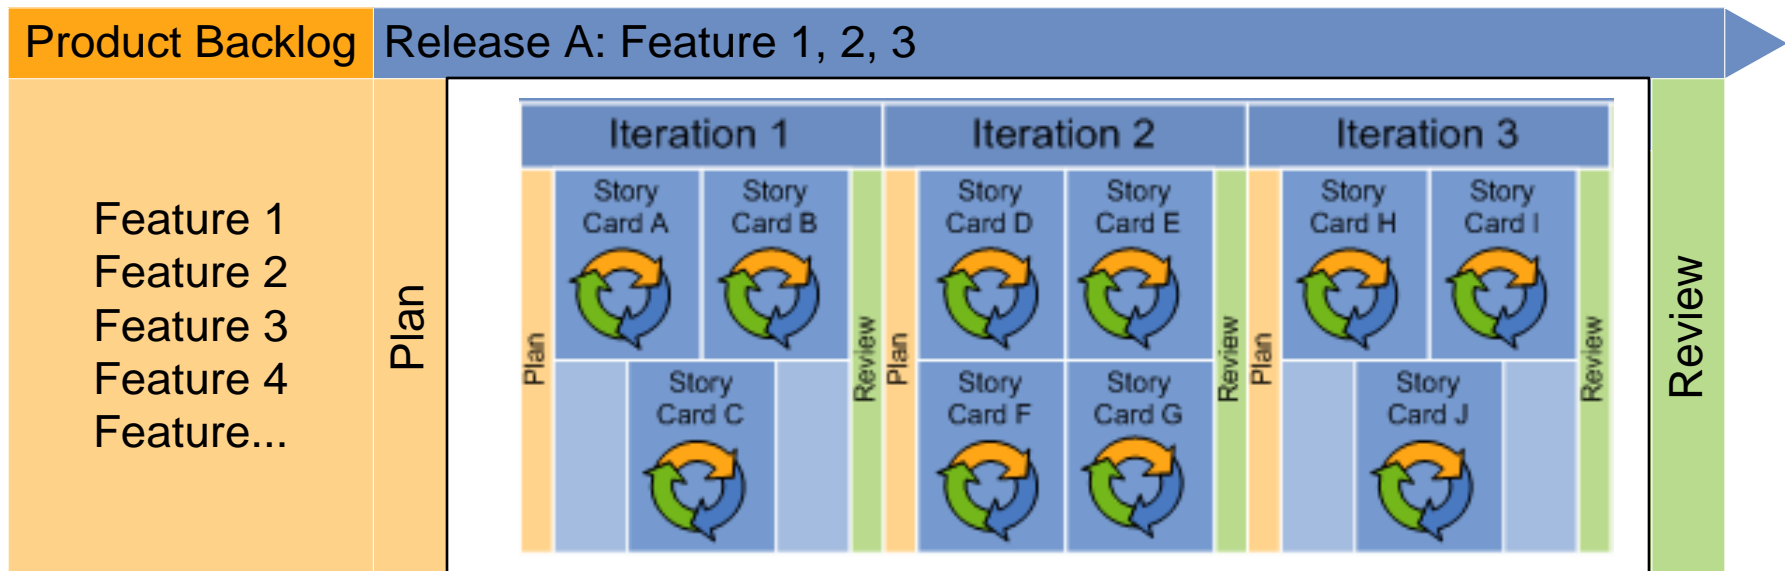 Product Backlog
Release A: Feature 1, 2, 3
Feature 1
Feature 2
Feature 3
Feature 4
Feature...
Plan
Iteration 1
Plan
Story
Card A
Story
Card B
Story
Card C
Review
Iteration 2
Plan
Story
Card D
Story
Card E
Story
Card F
Story
Card G
Review
Iteration 3
Plan
Story
Card H
Story
Card I
Story
Card J
Review
Review